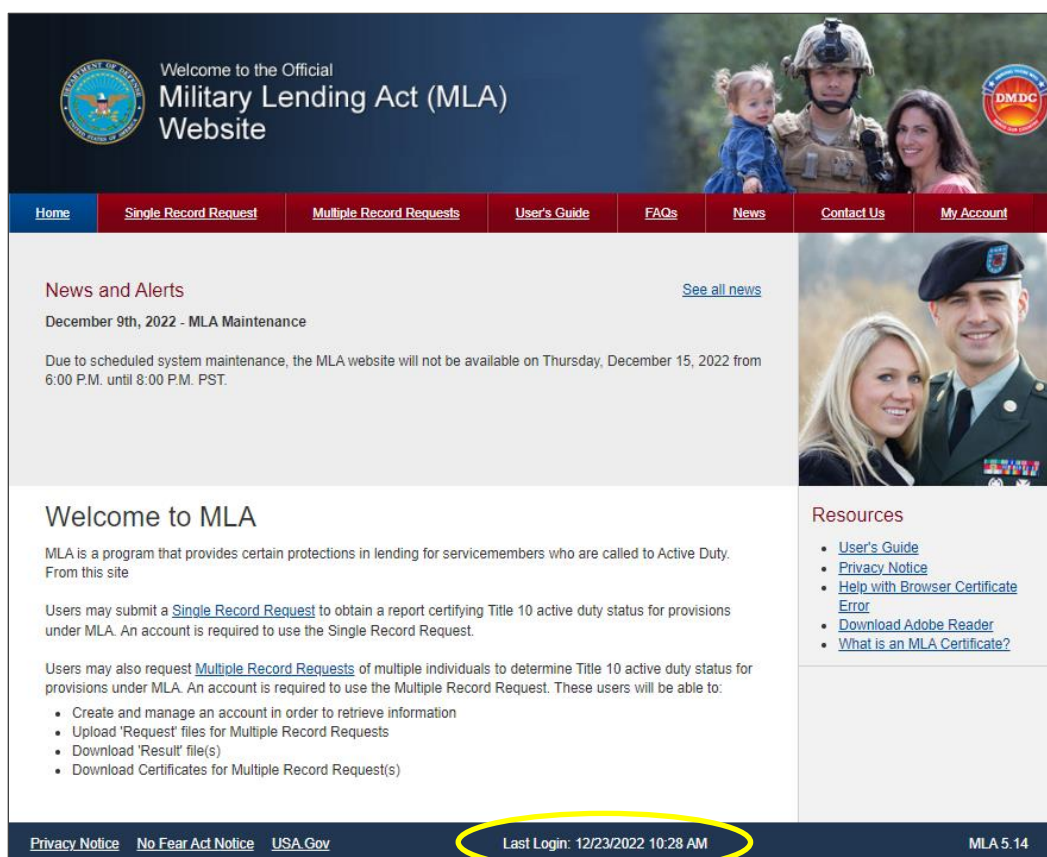 Welcome to the Official
Military Lending Act (MLA)
Website
DMDC
Home Single Record Request Multiple Record Requests User's Guide FAQs News Contact Us My Account
News and Alerts
See all news
December 9th, 2022 - MLA Maintenance
Due to scheduled system maintenance, the MLA website will not be available on Thursday, December 15, 2022 from
6:00 P.M. until 8:00 P.M. PST.
Welcome to MLA
MLA is a program that provides certain protections in lending for servicemembers who are called to Active Duty.
From this site
Users may submit a Single Record Request to obtain a report certifying Title 10 active duty status for provisions
under MLA. An account is required to use the Single Record Request.
Users may also request Multiple Record Requests of multiple individuals to determine Title 10 active duty status for
provisions under MLA. An account is required to use the Multiple Record Request. These users will be able to:
• Create and manage an account in order to retrieve information
• Upload 'Request' files for Multiple Record Requests
• Download 'Result' file(s)
• Download Certificates for Multiple Record Request(s)
Resources
• User's Guide
• Privacy Notice
• Help with Browser Certificate
Error
• Download Adobe Reader
• What is an MLA Certificate?
Privacy Notice No Fear Act Notice USA.Gov Last Login: 12/23/2022 10:28 AM MLA 5.14